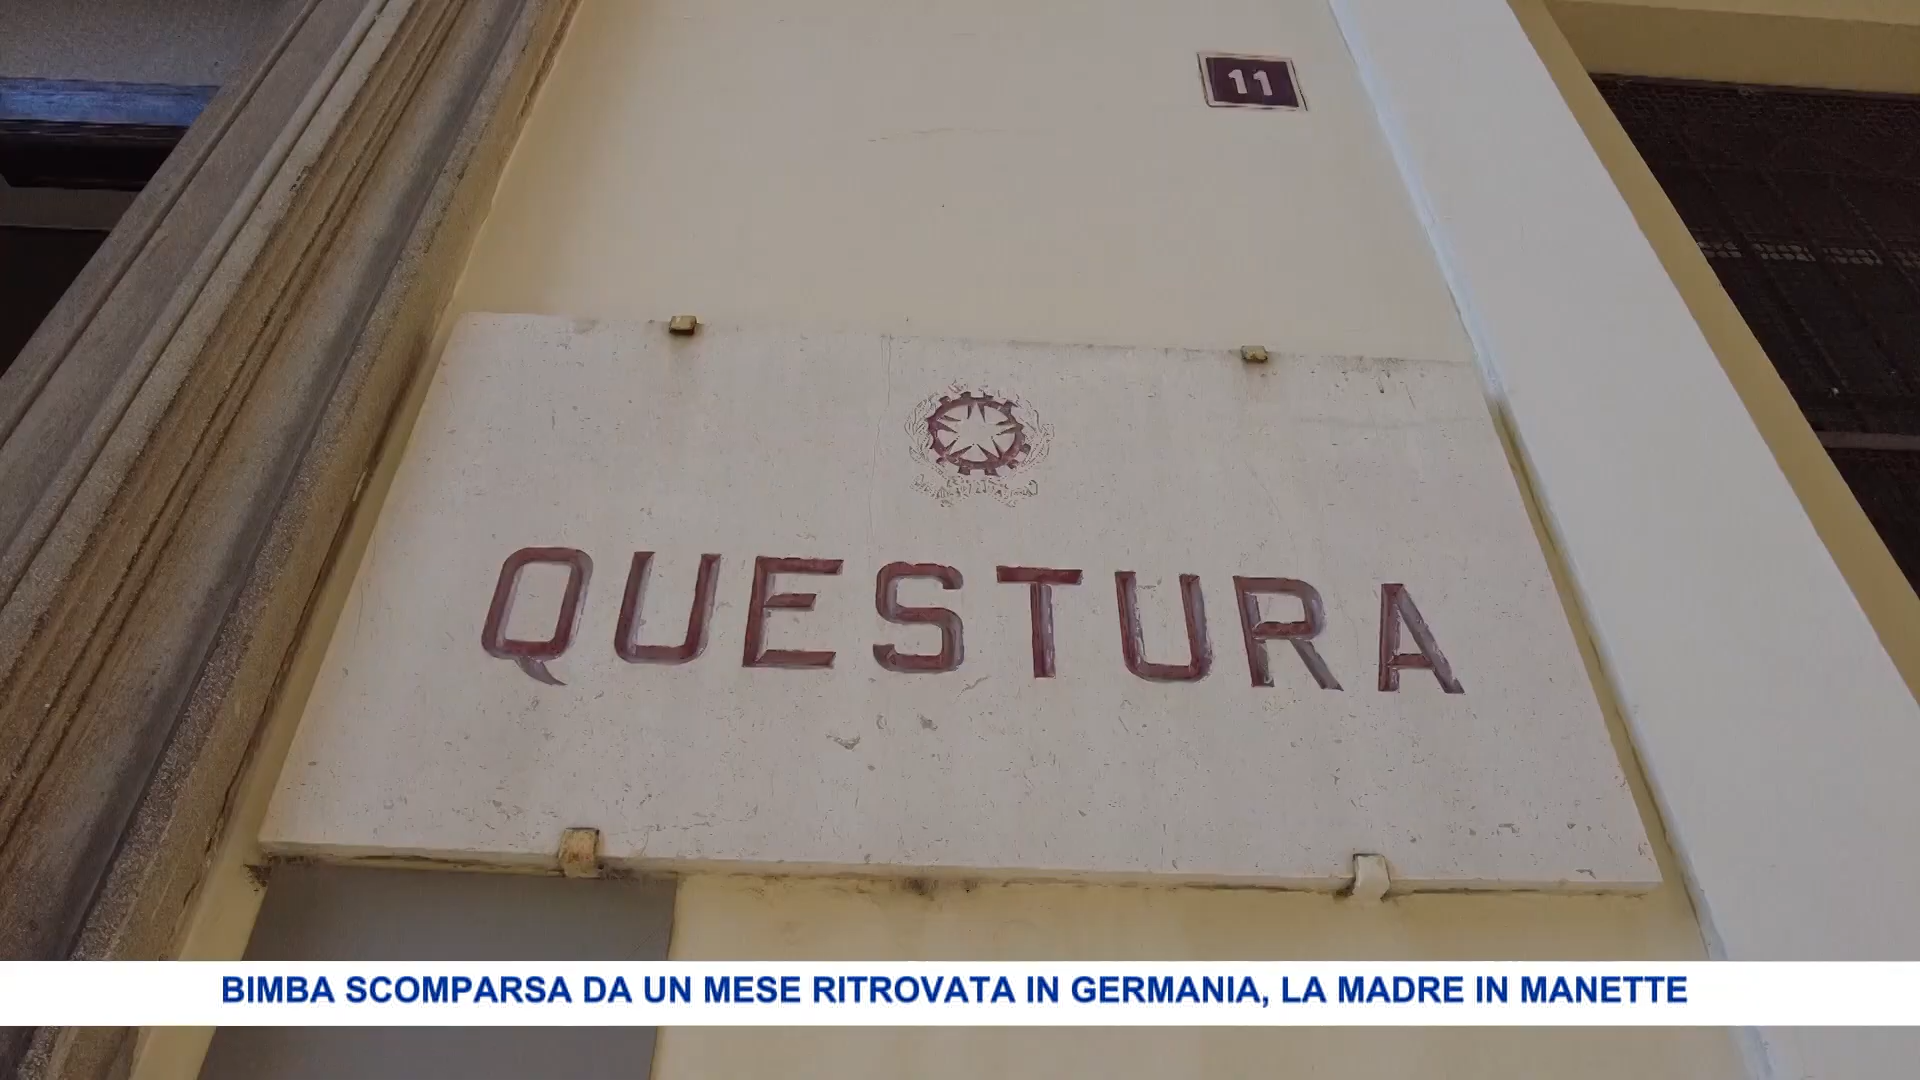 11
QUESTURA
BIMBA SCOMPARSA DA UN MESE RITROVATA IN GERMANIA, LA MADRE IN MANETTE